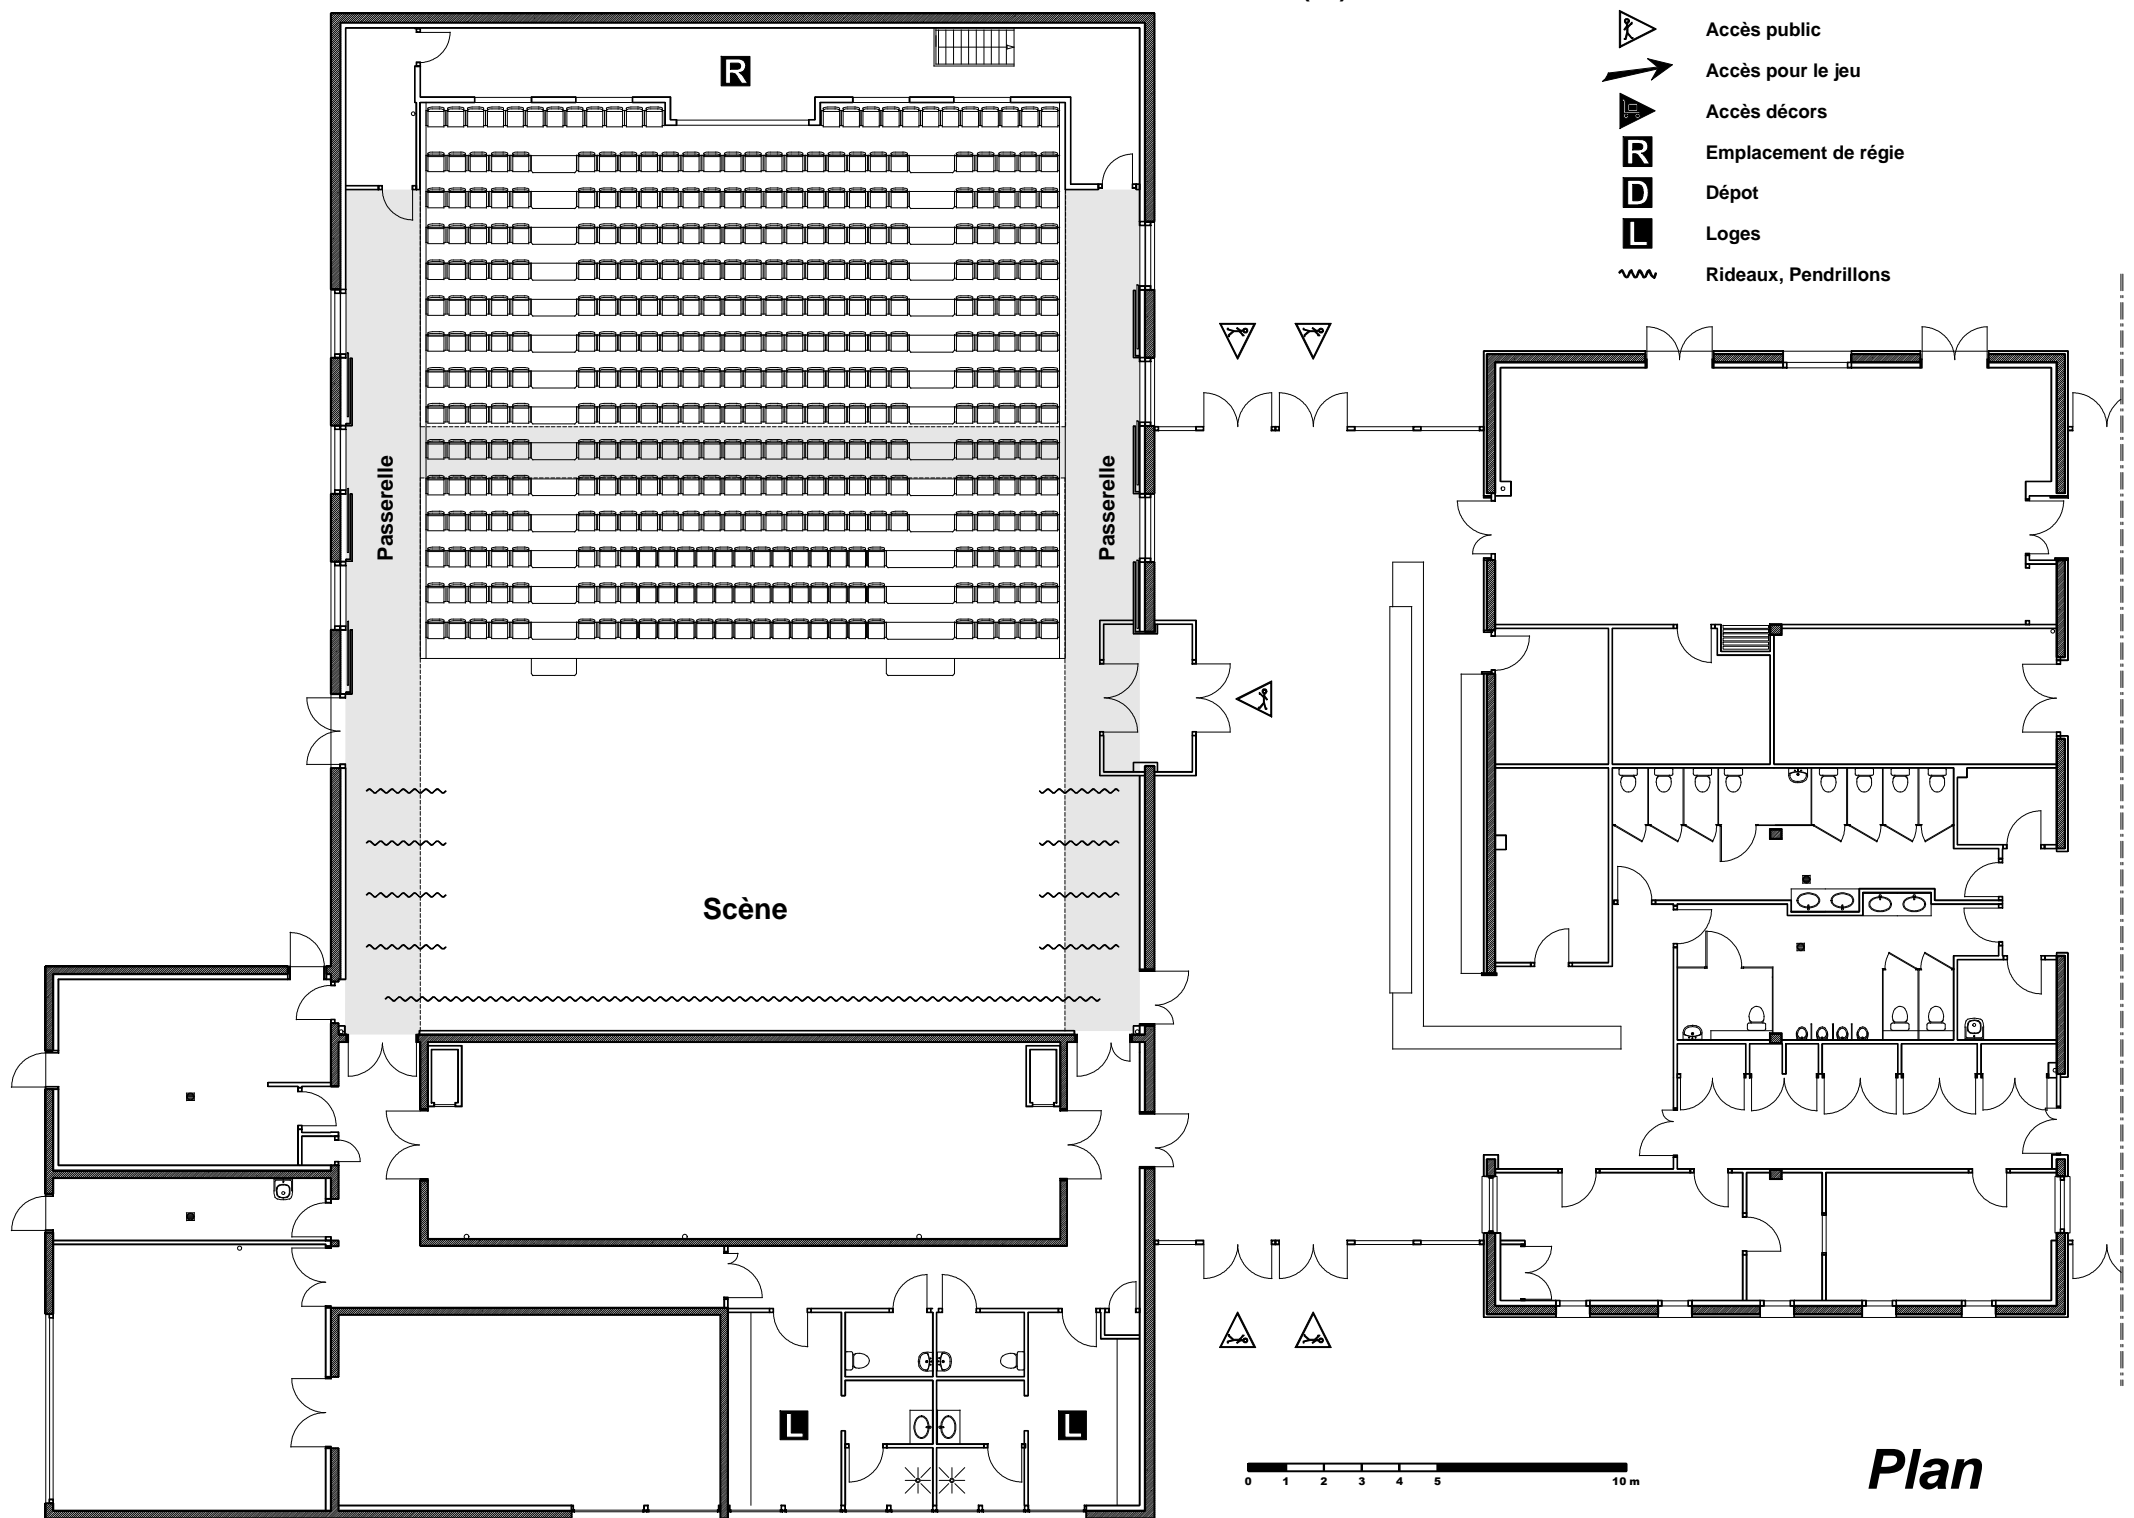 Accès public
Accès pour le jeu
Accès décors
R Emplacement de régie
D Dépot
L Loges
Rideaux, Pendrillons
R
Passerelle
Passerelle
Scène
L
L
0 1 2 3 4 5 10 m
Plan